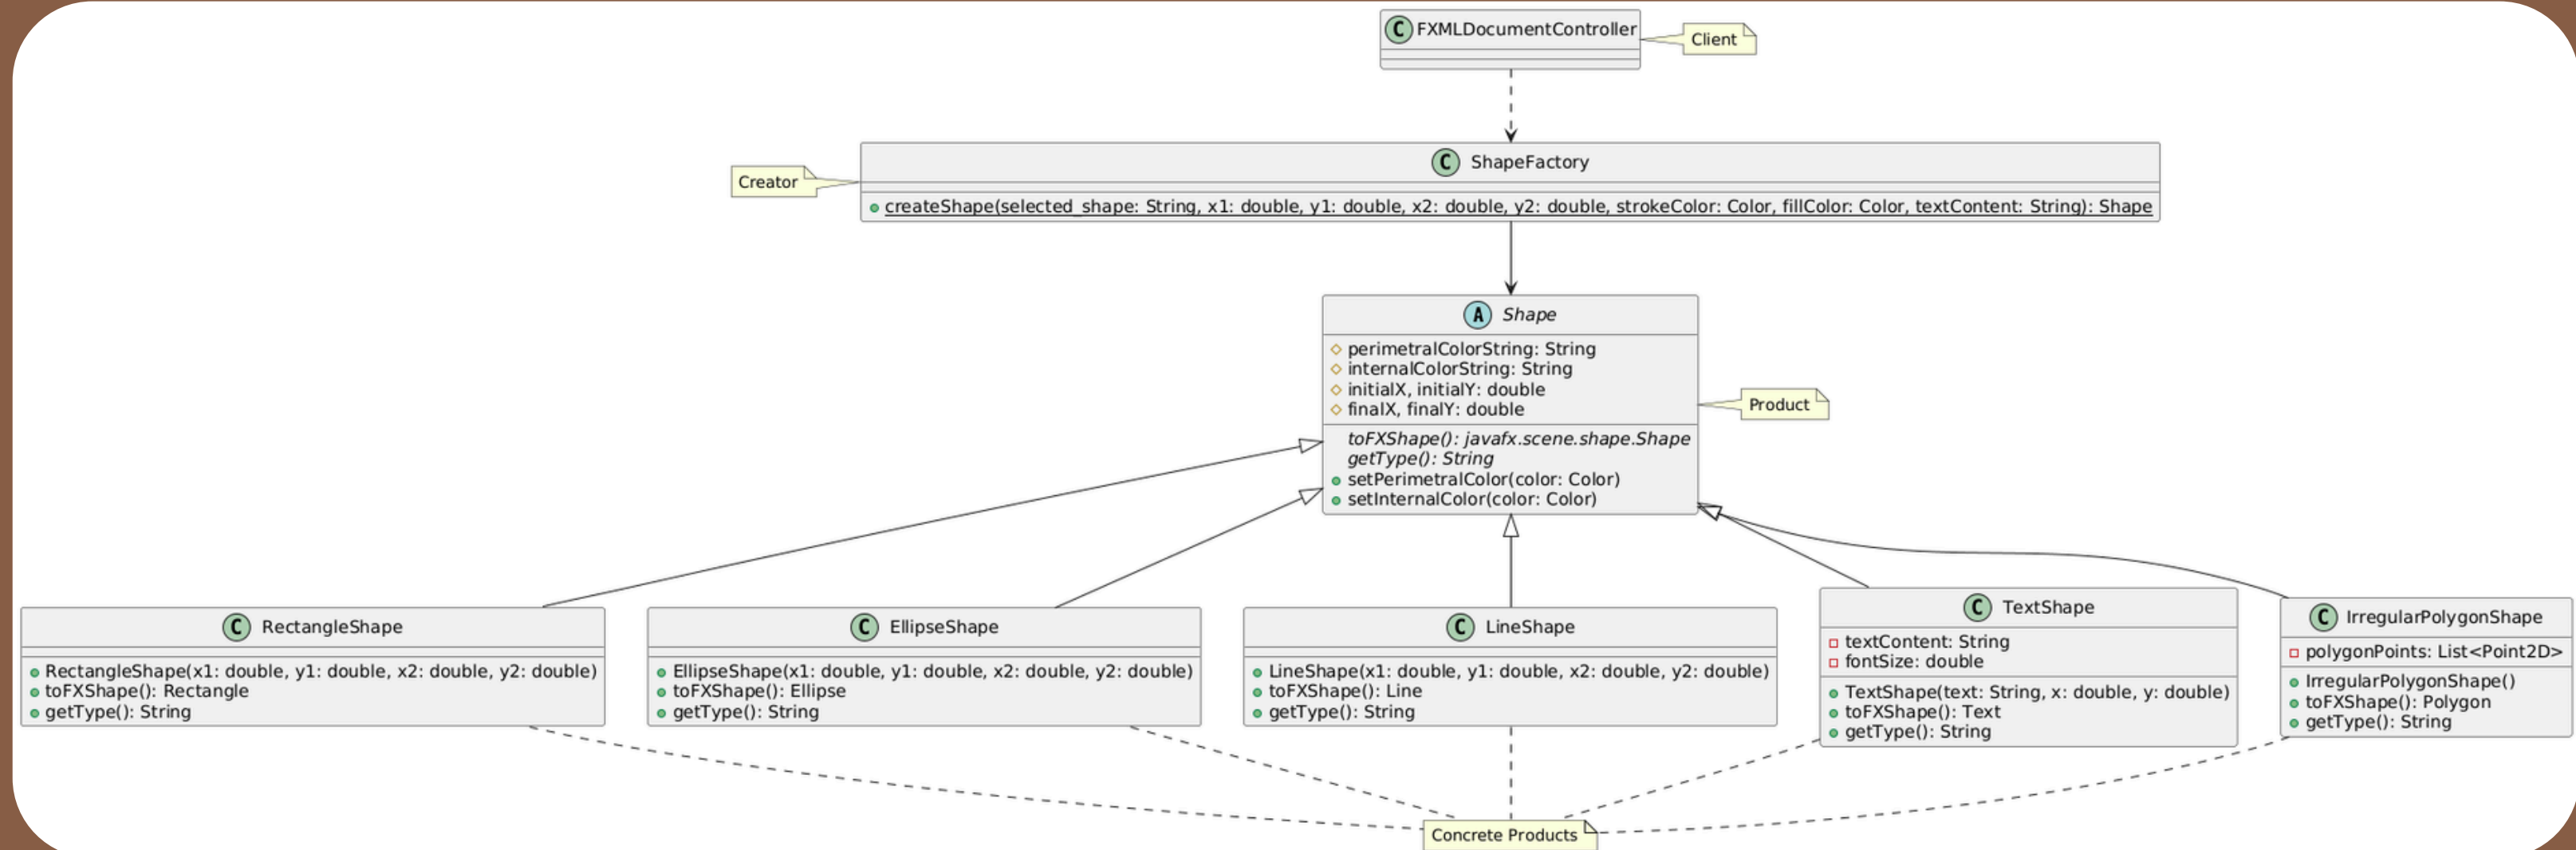 C FXMLDocumentController
Client
C ShapeFactory
Creator
createShape(selected_shape: String, x1: double, y1: double, x2: double, y2: double, strokeColor: Color, fillColor: Color, textContent: String): Shape
A Shape
perimetralColorString: String
internalColorString: String
initialX, initialY: double
finalX, finalY: double
Product
toFXShape(): javafx.scene.shape.Shape
getType(): String
setPerimetralColor(color: Color)
setInternalColor(color: Color)
C RectangleShape
RectangleShape(x1: double, y1: double, x2: double, y2: double)
toFXShape(): Rectangle
getType(): String
C EllipseShape
EllipseShape(x1: double, y1: double, x2: double, y2: double)
toFXShape(): Ellipse
getType(): String
C LineShape
LineShape(x1: double, y1: double, x2: double, y2: double)
toFXShape(): Line
getType(): String
C TextShape
textContent: String
fontSize: double
TextShape(text: String, x: double, y: double)
toFXShape(): Text
getType(): String
C IrregularPolygonShape
polygonPoints: List<Point2D>
IrregularPolygonShape()
toFXShape(): Polygon
getType(): String
Concrete Products